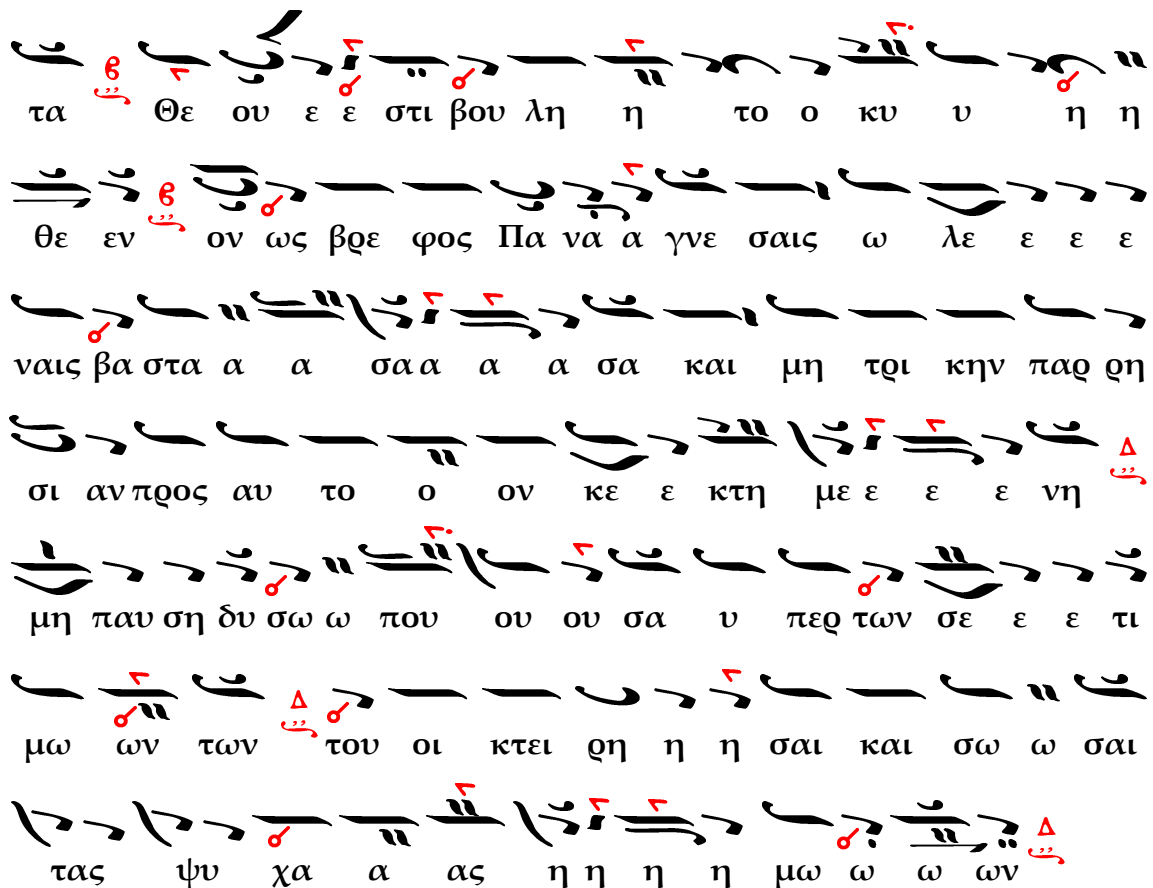 τα Θε ου ε ε στι βου λη η το ο κυ υ η η
θε εν ον ως βρε φος Πα να α γνε σαις ω λε ε ε ε
ναις βα στα α α σα α α α σα και μη τρι κην παρ ρη
σι αν προς αυ το ο ον κε ε κτη με ε ε ε νη
μη παυ ση δυ σω ω που ου ου σα υ περ των σε ε ε τι
μω ων των του οι κτει ρη η η σαι και σω ω σαι
τας ψυ χα α ας η η η η μω ω ω ων